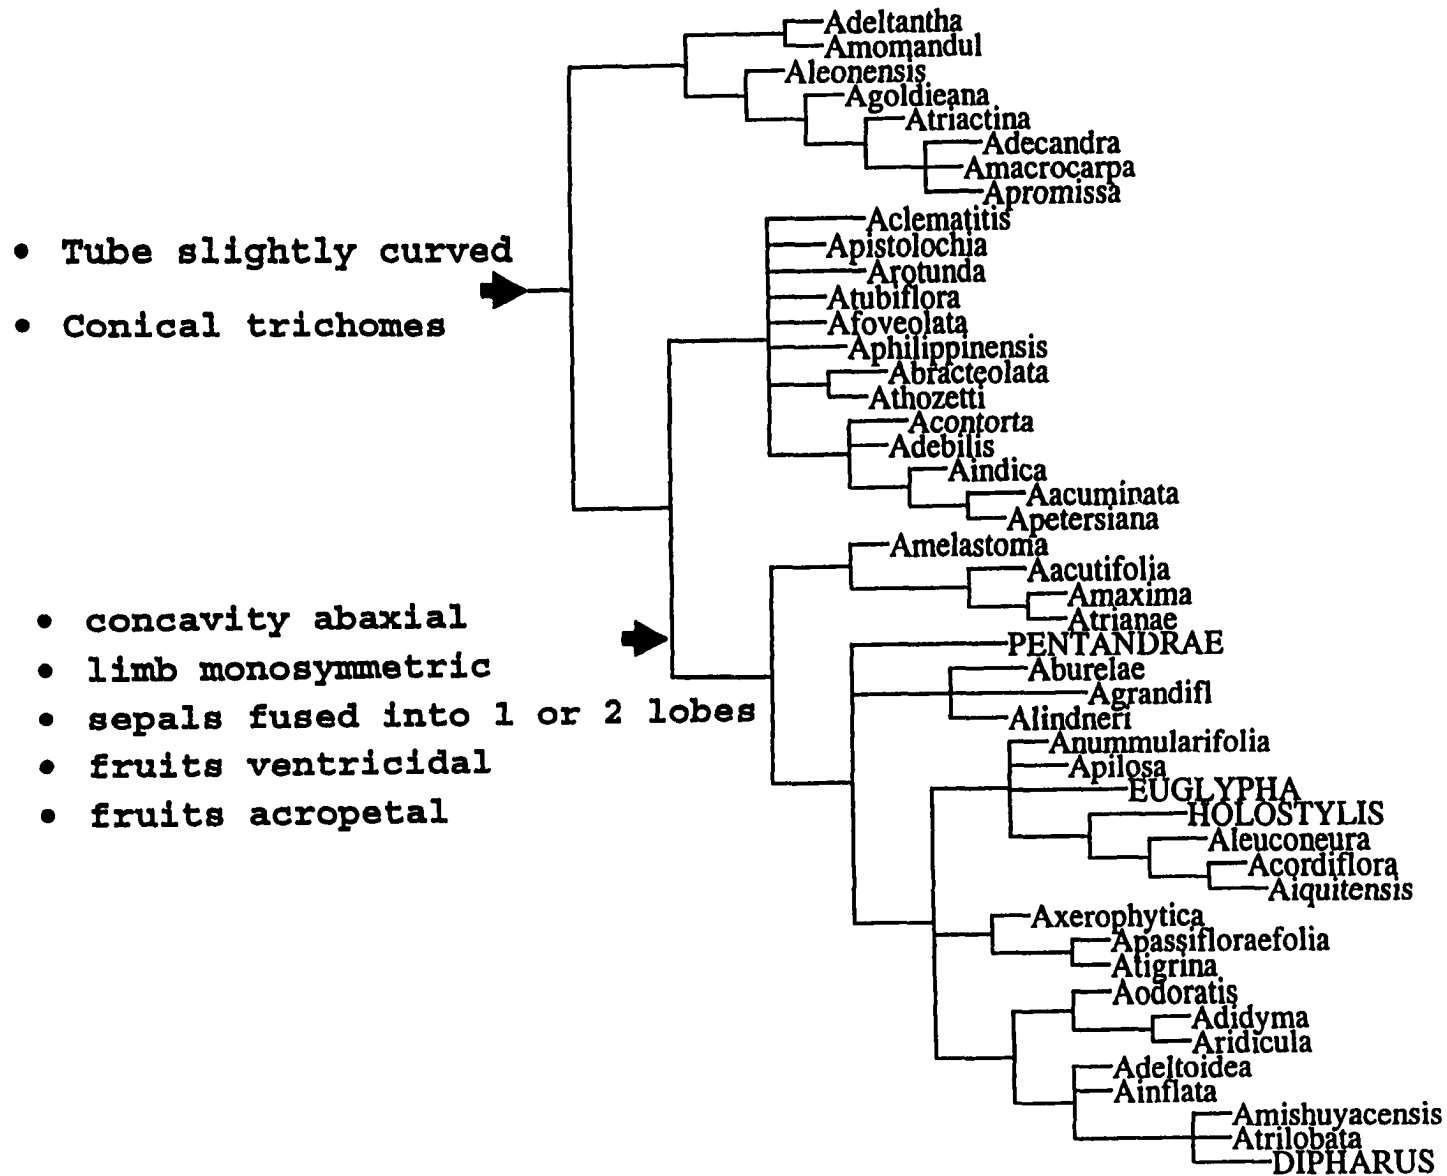 Adeltantha
Amomandul
Aleonensis
Agoldieana
Atriactina
Adecandra
Amacrocarpa
Apromissa
Aclematitis
Apistolochia
Arotunda
Atubiflora
Afoveolata
Aphilippinensis
Abracteolata
Athozetti
Acontorta
Adebilis
Aindica
Aacuminata
Apetersiana
Amelastoma
Aacutifolia
Amaxima
Atrianae
PENTANDRAE
Aburelae
Agrandifl
Alindneri
Anummularifolia
Apilosa
EUGLYPHA
HOLOSTYLIS
Aleuconeura
Acordiflora
Aiquitensis
Axerophytica
Apassifloraefolia
Atigrina
Aodoratis
Adidyma
Aridicula
Adeltoidea
Ainflata
Amishuyacensis
Atrilobata
DIPHARUS
• Tube slightly curved
• Conical trichomes
• concavity abaxial
• limb monosymmetric
• sepals fused into 1 or 2 lobes
• fruits ventricidal
• fruits acropetal